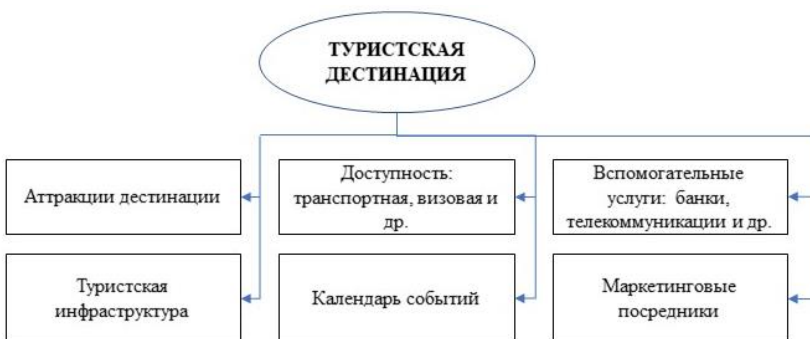 ТУРИСТСКАЯ
ДЕСТИНАЦИЯ
Аттракции дестинации
Доступность:
транспортная, визовая и
др.
Вспомогательные
услуги: банки,
телекоммуникации и др.
Туристская
инфраструктура
Календарь событий
Маркетинговые
посредники